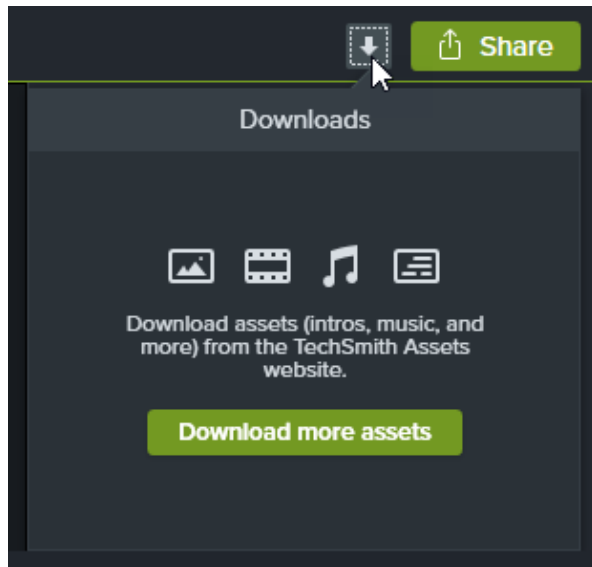 Share
Downloads
Download assets (intros, music, and
more) from the TechSmith Assets
website.
Download more assets